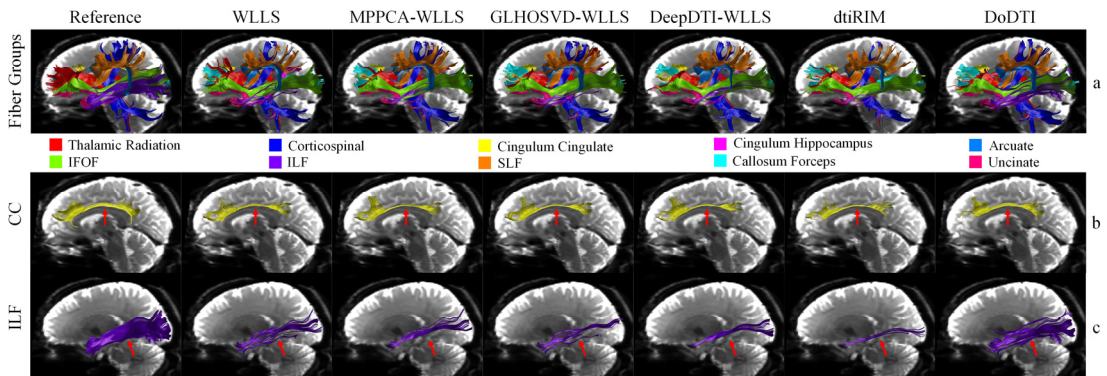 Reference WLLS MPPCA-WLLS GLHOSVD-WLLS DeepDTI-WLLS dtiRIM DoDTI
Fiber Groups
a
Thalamic Radiation Corticospinal Cingulum Cingulate Cingulum Hippocampus Arcuate
IFOF ILF SLF Callosum Forceps Uncinate
CC
b
ILF
c